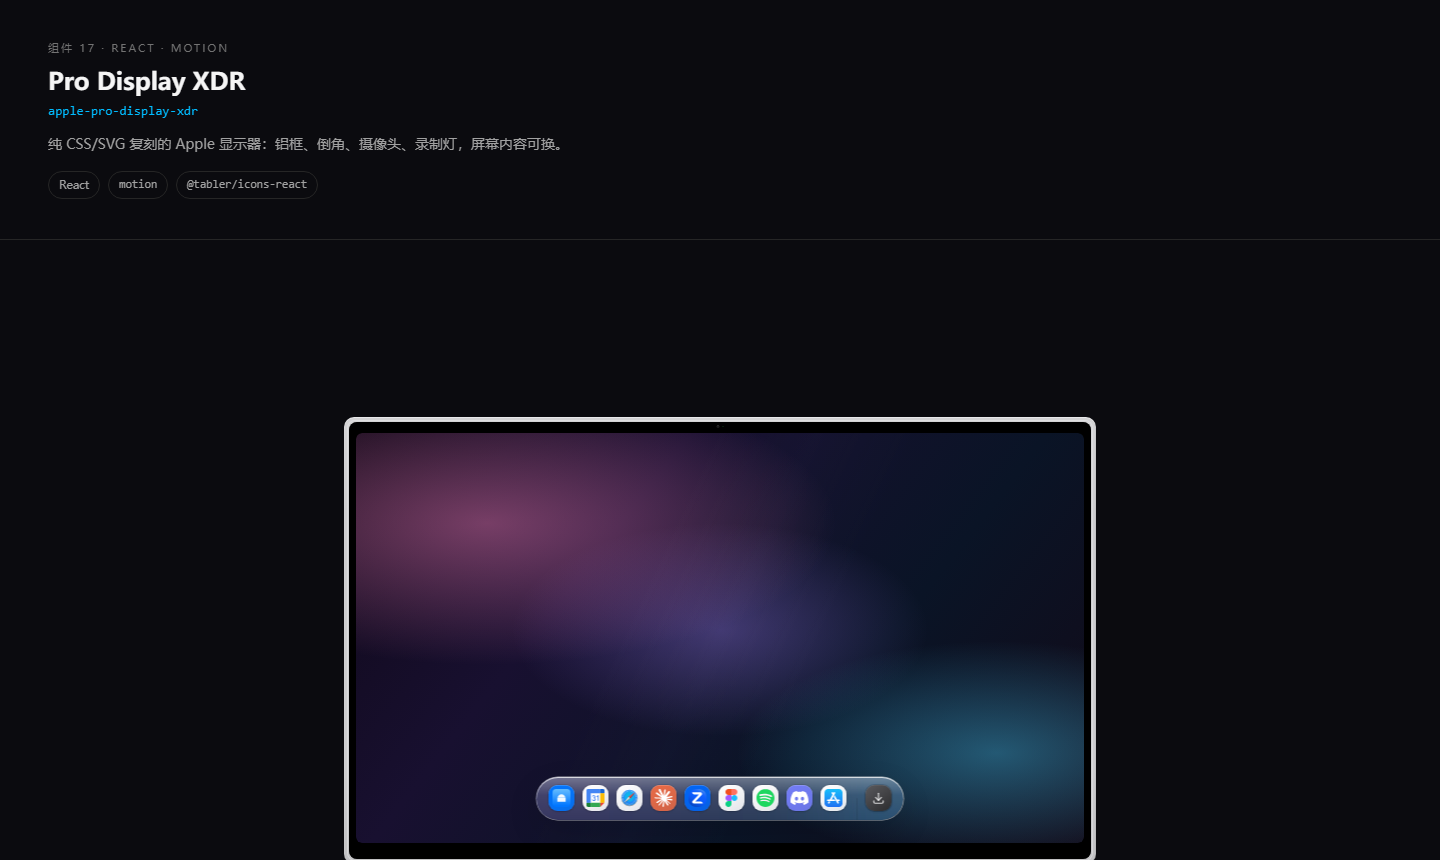 组件 17 · REACT · MOTION
Pro Display XDR
apple-pro-display-xdr
纯 CSS/SVG 复刻的 Apple 显示器：铝框、倒角、摄像头、录制灯，屏幕内容可换。
React motion @tabler/icons-react
31 Z